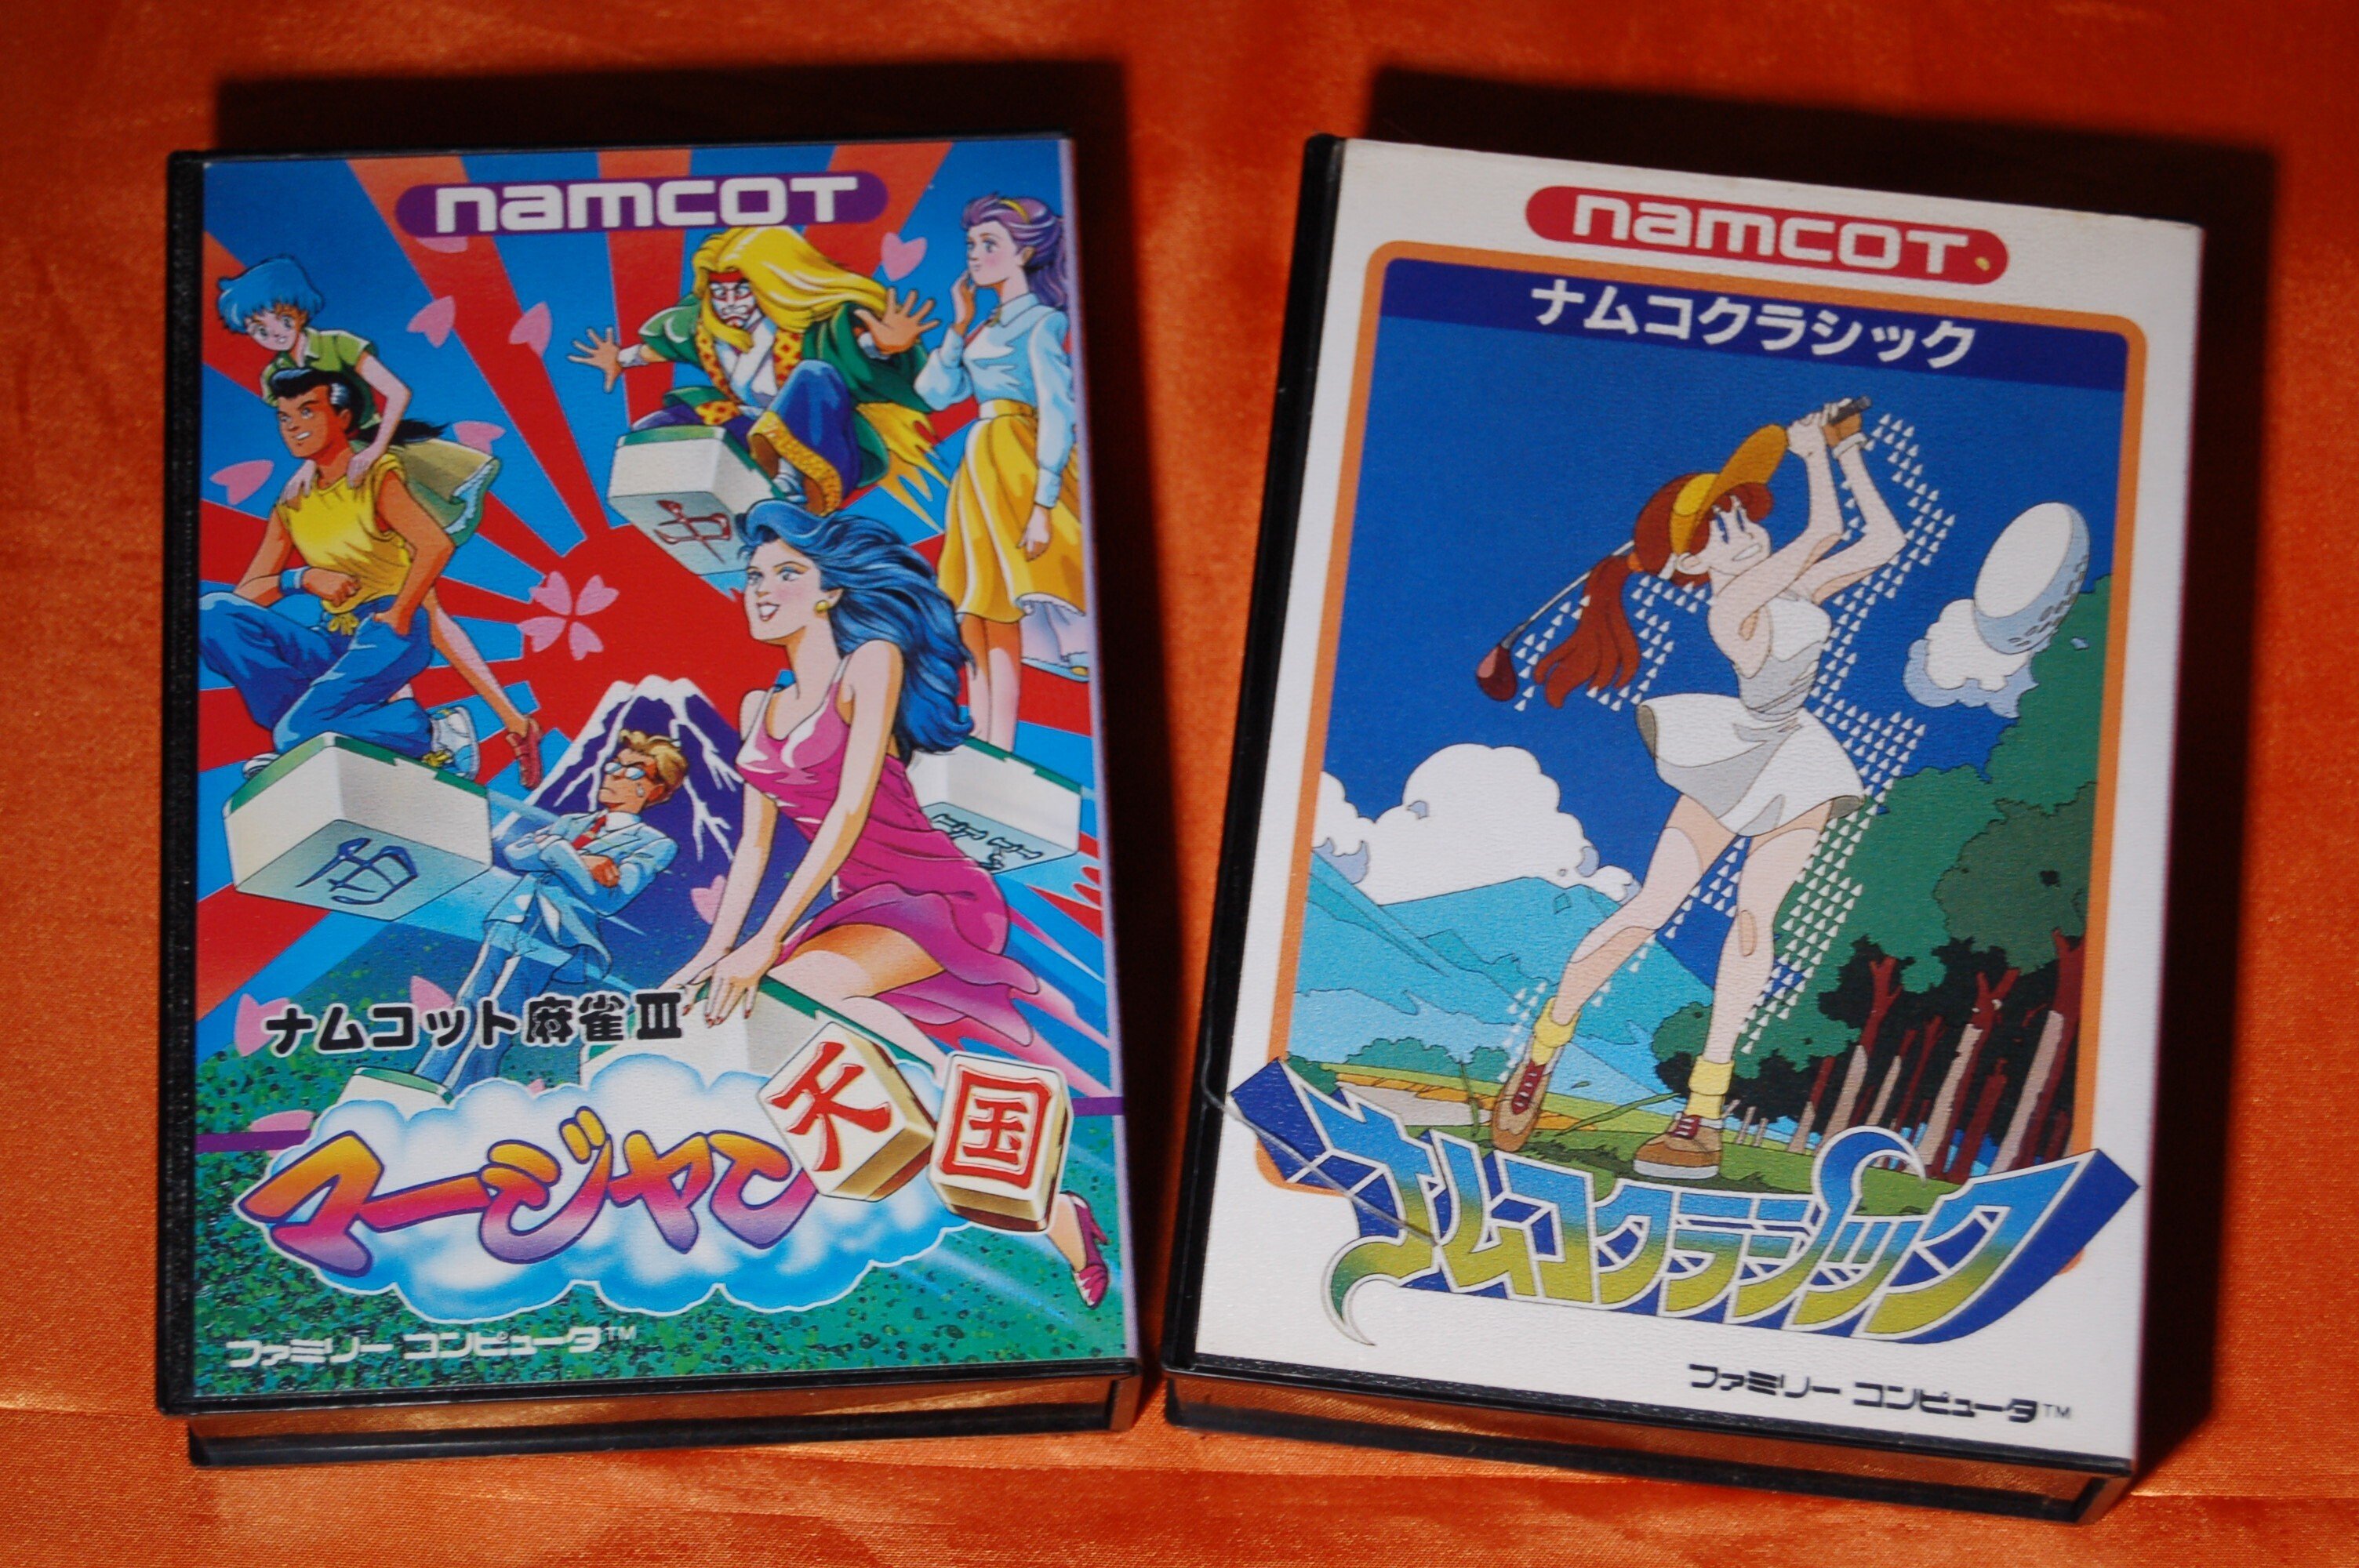 namcot
中
西
ナムコット麻雀III
マージャン天国
ファミリー コンピュータ™
namcot
ナムコクラシック
ナムコクラシック
ファミリー コンピュータ™